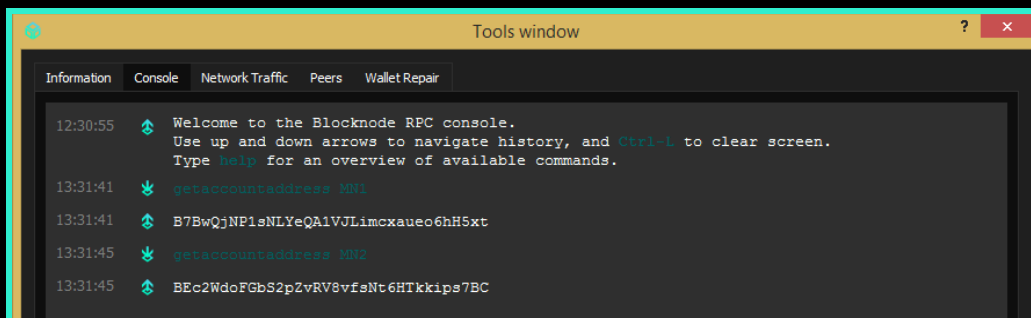 Tools window
? ×
Information Console Network Traffic Peers Wallet Repair
12:30:55 Welcome to the Blocknode RPC console.
Use up and down arrows to navigate history, and Ctrl-L to clear screen.
Type help for an overview of available commands.
13:31:41 getaccountaddress MN1
13:31:41 B7BwQjNP1sNLYeQA1VJLimcxaueo6hH5xt
13:31:45 getaccountaddress MN2
13:31:45 BEc2WdoFGbS2pZvRV8vfsNt6HTkkips7BC